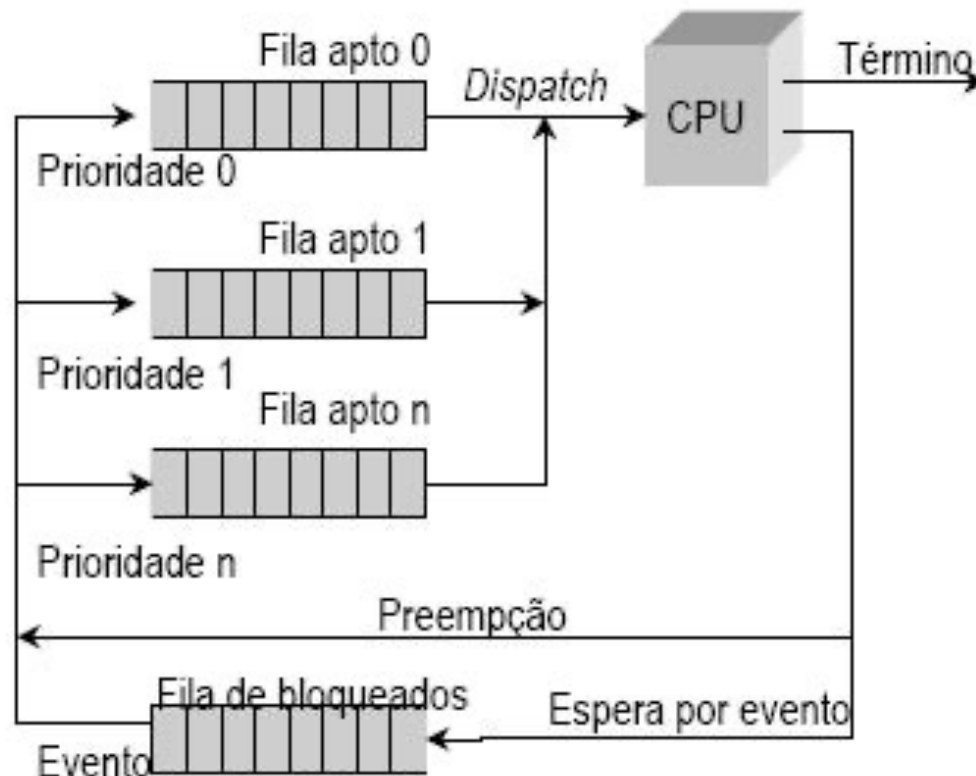 Fila apto 0
Dispatch
CPU
Término
Prioridade 0
Fila apto 1
Prioridade 1
Fila apto n
Prioridade n
Preempção
Fila de bloqueados
Espera por evento
Evento